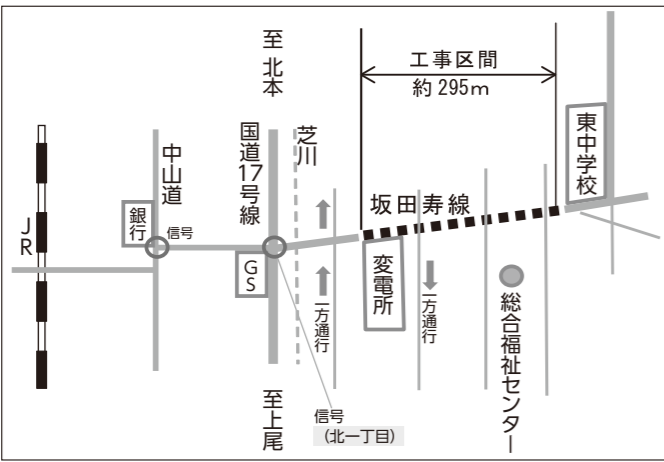 至 北本
工事区間
約295m
東中学校
国道17号線
芝川
中山道
坂田寿線
銀行
信号
JR
GS
変電所
一方通行
一方通行
総合福祉センター
至上尾
信号
(北一丁目)